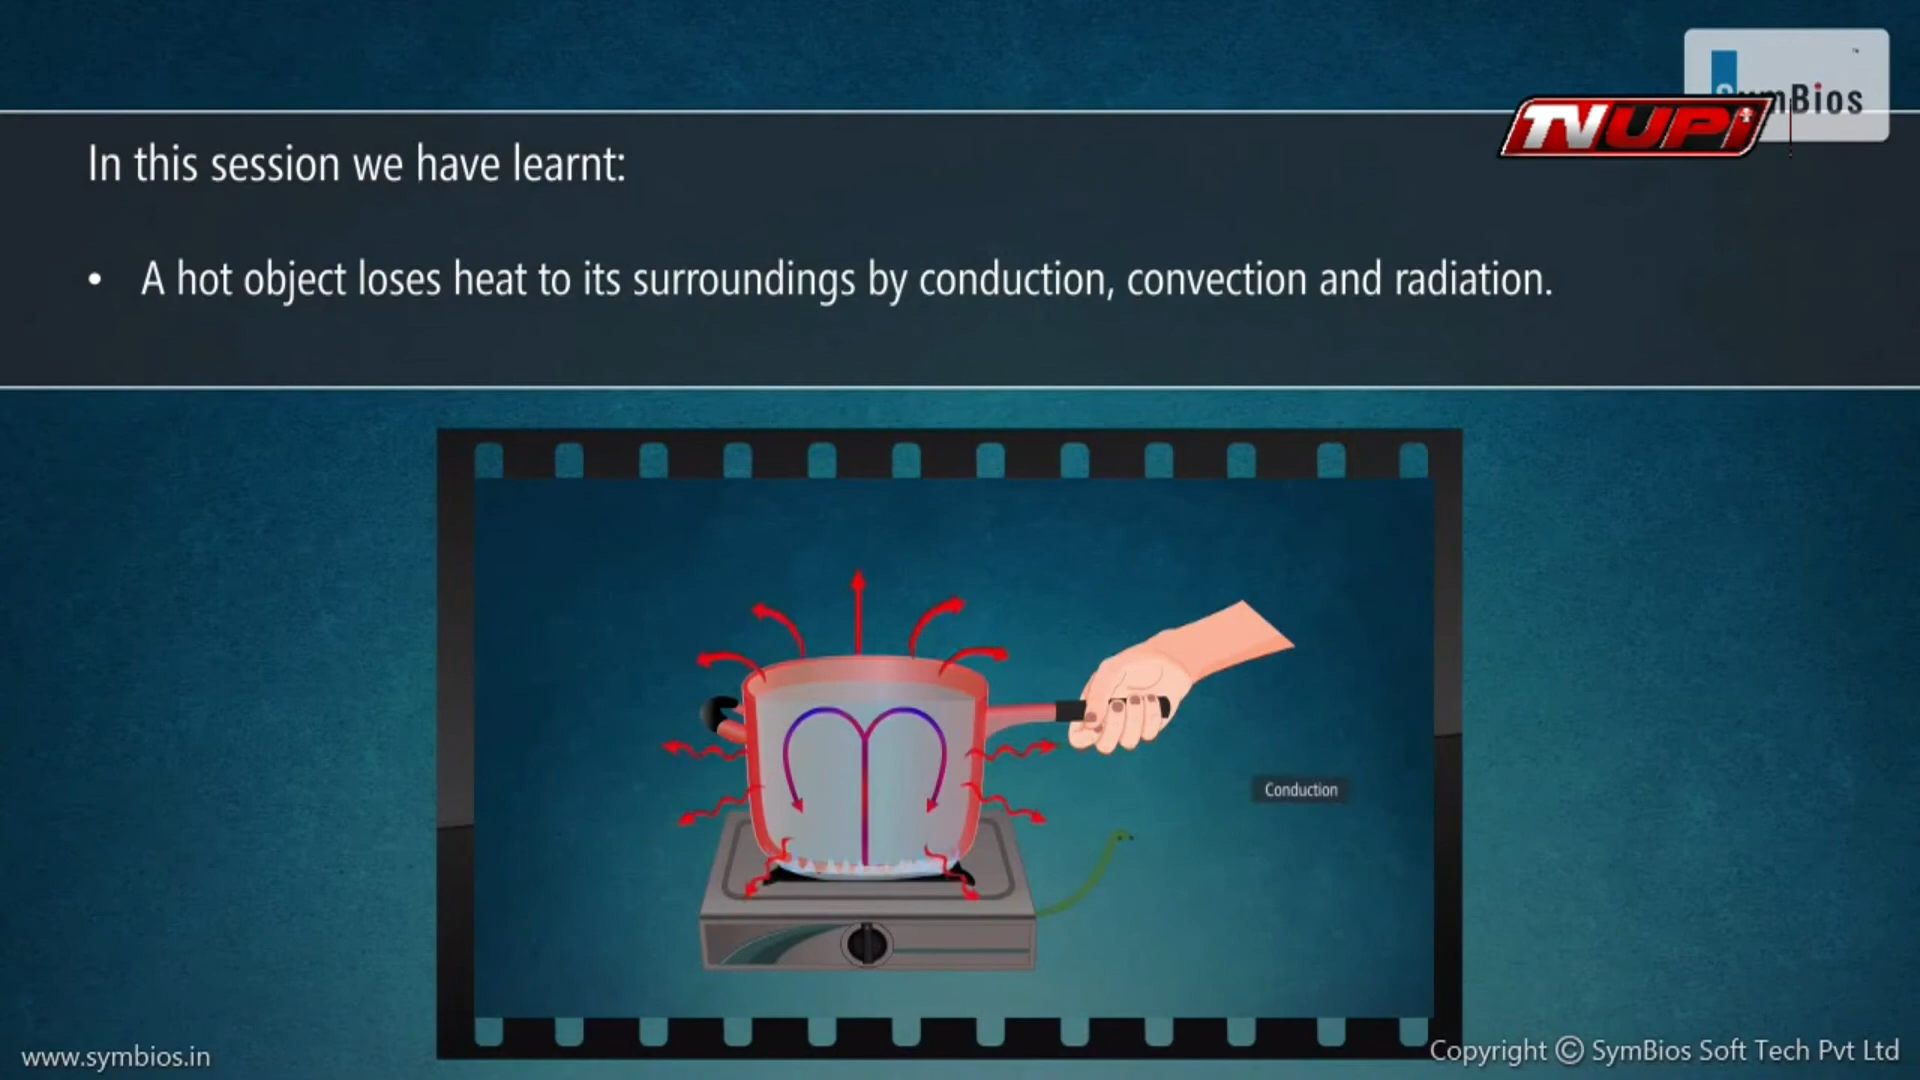 SymBios
TVUPi
In this session we have learnt:
• A hot object loses heat to its surroundings by conduction, convection and radiation.
Conduction
www.symbios.in
Copyright © SymBios Soft Tech Pvt Ltd